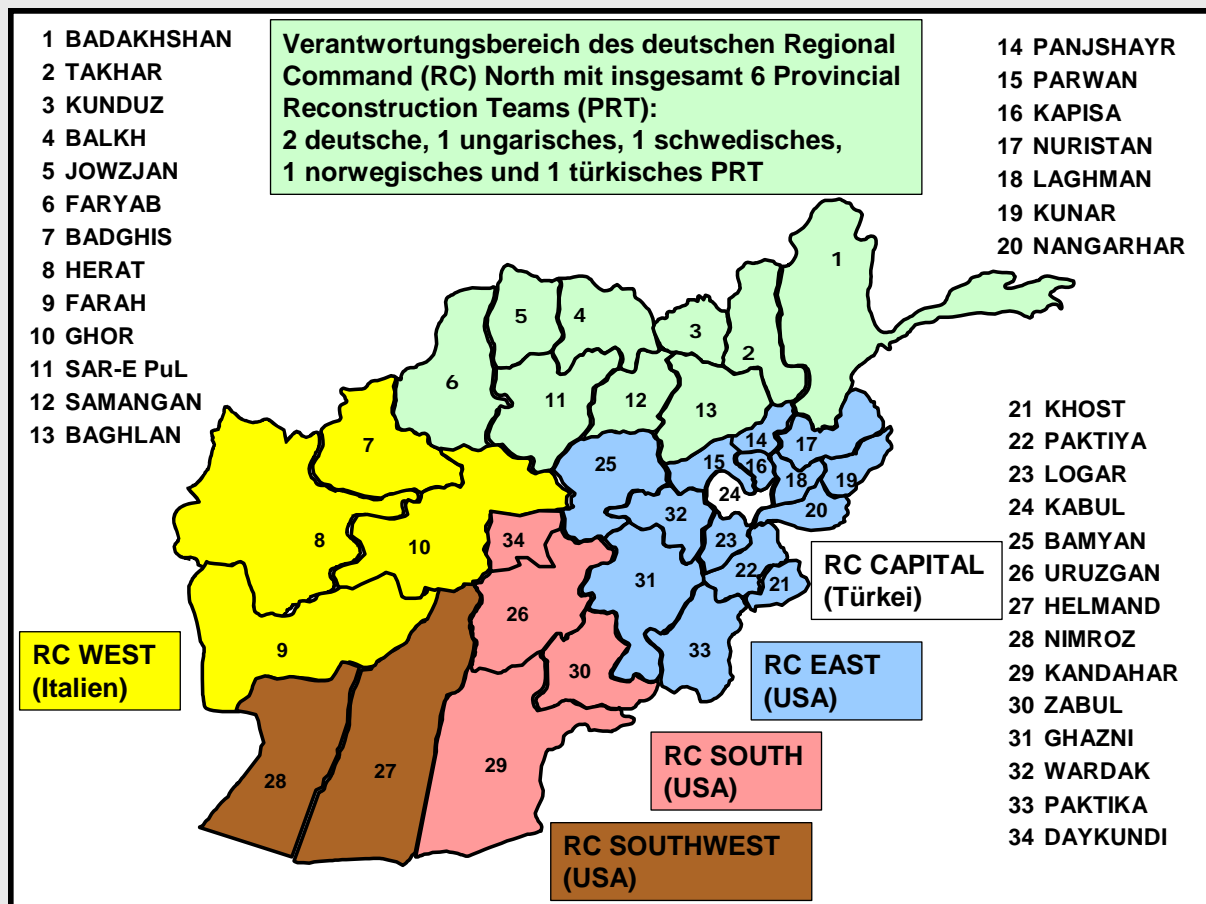 1 BADAKHSHAN
2 TAKHAR
3 KUNDUZ
4 BALKH
5 JOWZJAN
6 FARYAB
7 BADGHIS
8 HERAT
9 FARAH
10 GHOR
11 SAR-E PuL
12 SAMANGAN
13 BAGHLAN
Verantwortungsbereich des deutschen Regional
Command (RC) North mit insgesamt 6 Provincial
Reconstruction Teams (PRT):
2 deutsche, 1 ungarisches, 1 schwedisches,
1 norwegisches und 1 türkisches PRT
14 PANJSHAYR
15 PARWAN
16 KAPISA
17 NURISTAN
18 LAGHMAN
19 KUNAR
20 NANGARHAR
21 KHOST
22 PAKTIYA
23 LOGAR
24 KABUL
25 BAMYAN
26 URUZGAN
27 HELMAND
28 NIMROZ
29 KANDAHAR
30 ZABUL
31 GHAZNI
32 WARDAK
33 PAKTIKA
34 DAYKUNDI
1
5
4
3
2
6
11
12
13
7
14
17
25
15
16
18
19
24
20
32
8
10
34
23
22
21
31
26
9
33
30
28
27
29
RC CAPITAL
(Türkei)
RC WEST
(Italien)
RC EAST
(USA)
RC SOUTH
(USA)
RC SOUTHWEST
(USA)